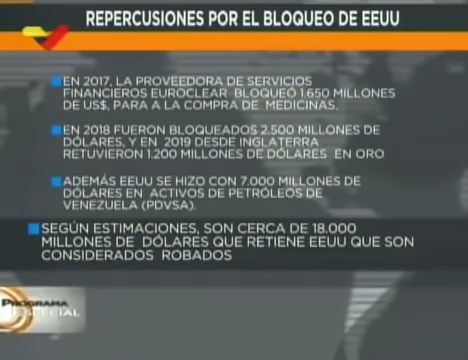 REPERCUSIONES POR EL BLOQUEO DE EEUU
EN 2017, LA PROVEEDORA DE SERVICIOS
FINANCIEROS EUROCLEAR BLOQUEÓ 1.650 MILLONES
DE US$, PARA A LA COMPRA DE MEDICINAS.
EN 2018 FUERON BLOQUEADOS 2.500 MILLONES DE
DÓLARES, Y EN 2019 DESDE INGLATERRA
RETUVIERON 1.200 MILLONES DE DÓLARES EN ORO
ADEMÁS EEUU SE HIZO CON 7.000 MILLONES DE
DÓLARES EN ACTIVOS DE PETRÓLEOS DE
VENEZUELA (PDVSA).
SEGÚN ESTIMACIONES, SON CERCA DE 18.000
MILLONES DE DÓLARES QUE RETIENE EEUU QUE SON
CONSIDERADOS ROBADOS
PROGRAMA
ESPECIAL